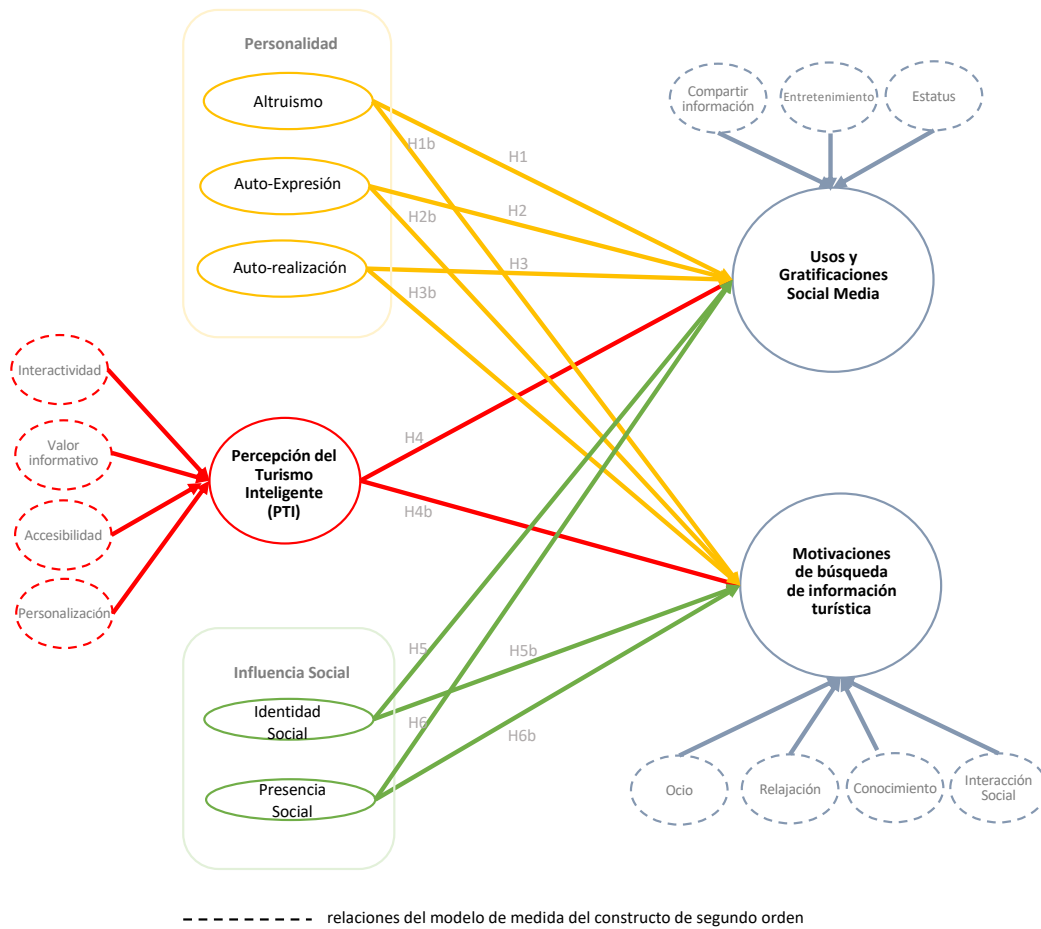 Personalidad
Altruismo
Auto-Expresión
Auto-realización
H1
H1b
H2
H2b
H3
H3b
Compartir
información
Entretenimiento
Estatus
Usos y
Gratificaciones
Social Media
Interactividad
Valor
informativo
Accesibilidad
Personalización
Percepción del
Turismo
Inteligente
(PTI)
H4
H4b
Motivaciones
de búsqueda
de información
turística
Influencia Social
Identidad
Social
Presencia
Social
H5
H5b
H6
H6b
Ocio
Relajación
Conocimiento
Interacción
Social
relaciones del modelo de medida del constructo de segundo orden